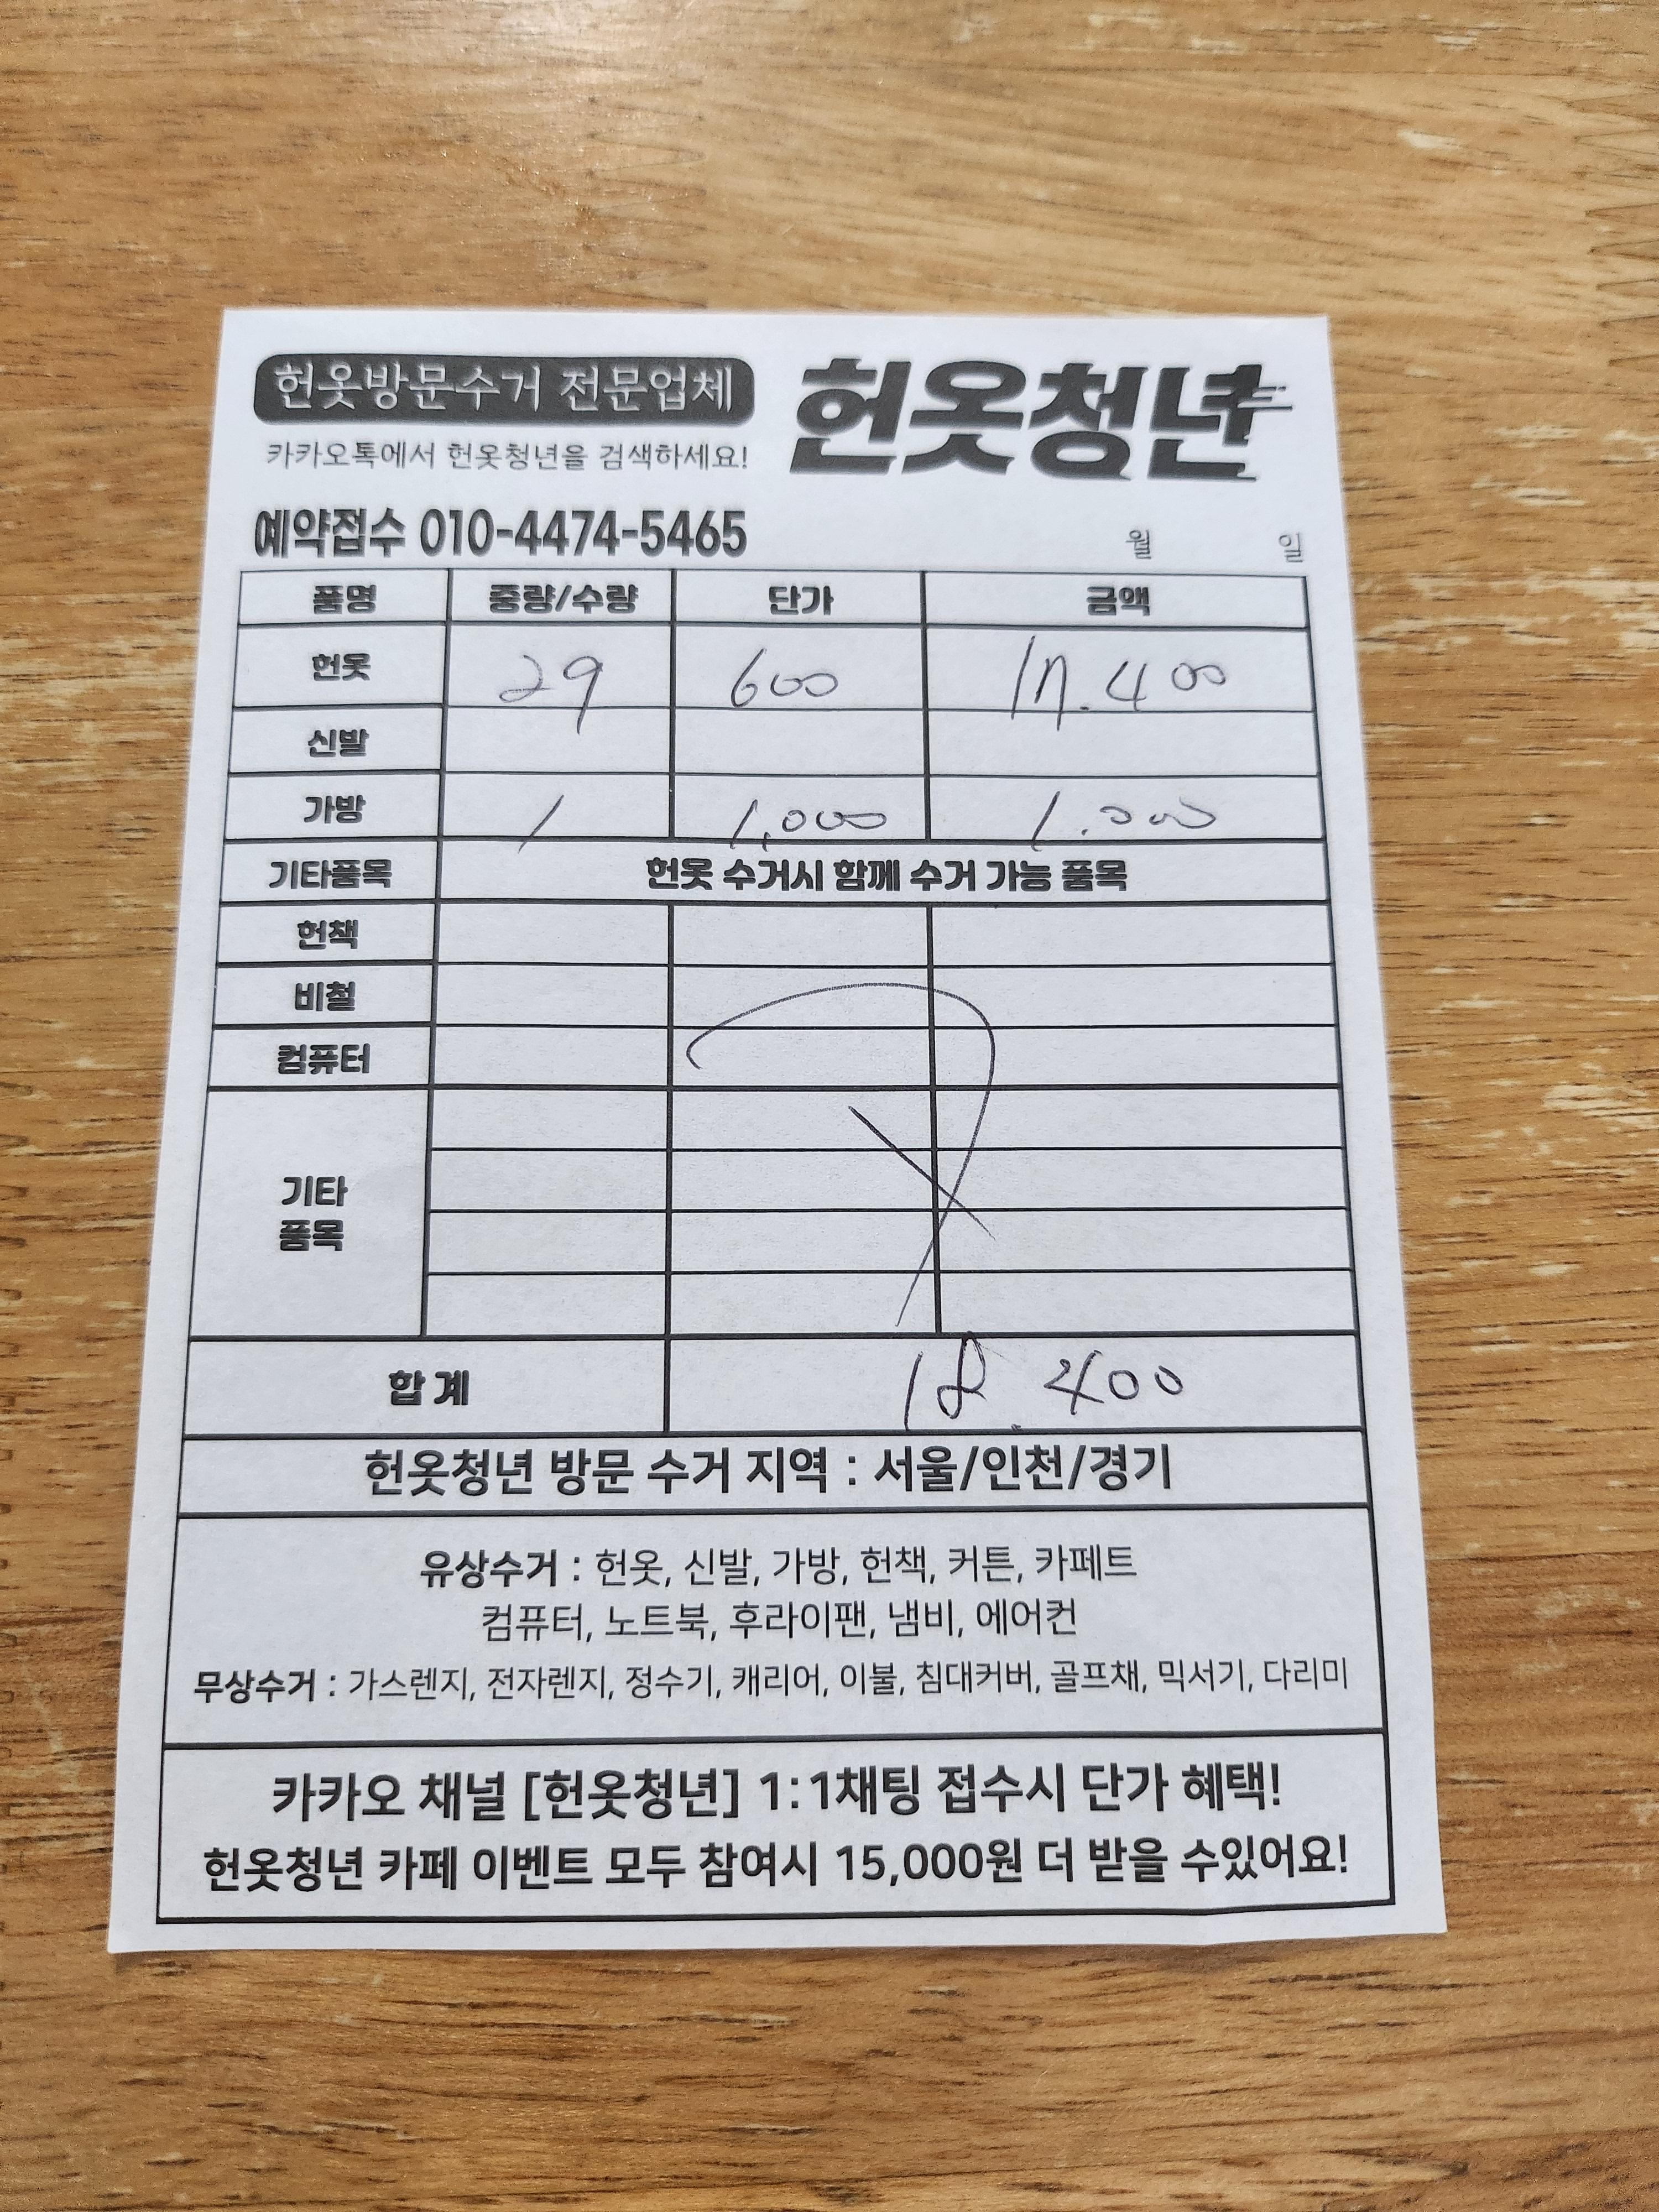 헌옷방문수거 전문업체
헌옷청년
카카오톡에서 헌옷청년을 검색하세요!
예약접수 010-4474-5465
월 일
품명 중량/수량 단가 금액
헌옷 29 600 17.400
신발
가방 1 1,000 1.000
기타품목 헌옷 수거시 함께 수거 가능 품목
헌책
비철
컴퓨터
기타
품목
합계 18.400
헌옷청년 방문 수거 지역 : 서울/인천/경기
유상수거 : 헌옷, 신발, 가방, 헌책, 커튼, 카페트
컴퓨터, 노트북, 후라이팬, 냄비, 에어컨
무상수거 : 가스렌지, 전자렌지, 정수기, 캐리어, 이불, 침대커버, 골프채, 믹서기, 다리미
카카오 채널 [헌옷청년] 1:1채팅 접수시 단가 혜택!
헌옷청년 카페 이벤트 모두 참여시 15,000원 더 받을 수있어요!